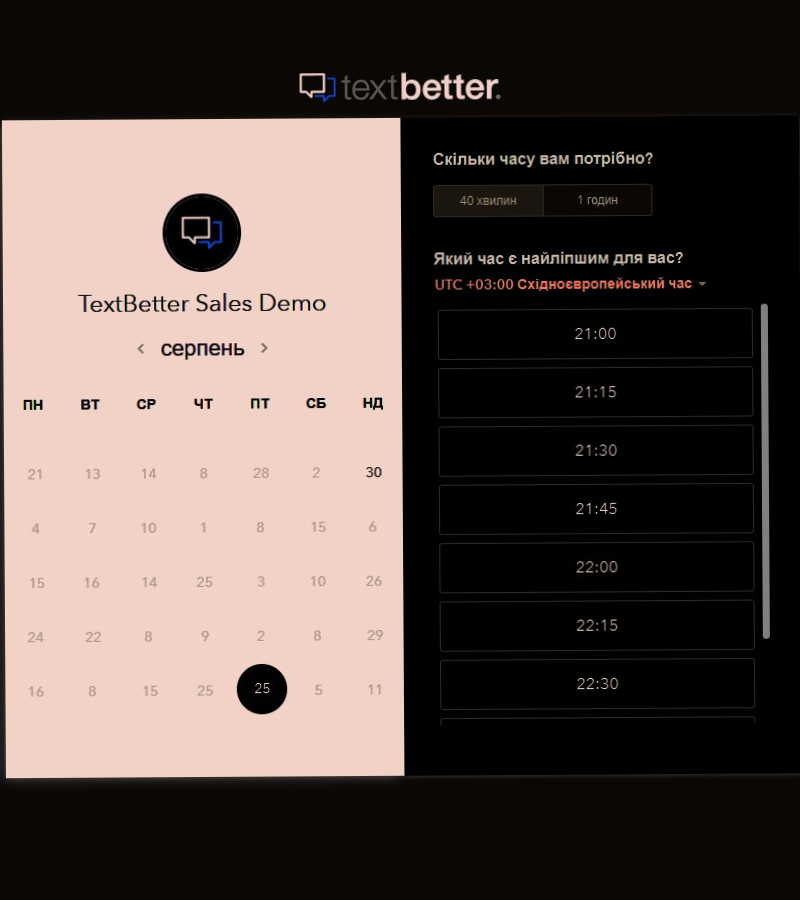 textbetter.
TextBetter Sales Demo
серпень
ПН ВТ СР ЧТ ПТ СБ НД
21 13 14 8 28 2 30
4 7 10 1 8 15 6
15 16 14 25 3 10 26
24 22 8 9 2 8 29
16 8 15 25 25 5 11
Скільки часу вам потрібно?
40 хвилин 1 годин
Який час є найліпшим для вас?
UTC +03:00 Східноєвропейський час
21:00
21:15
21:30
21:45
22:00
22:15
22:30